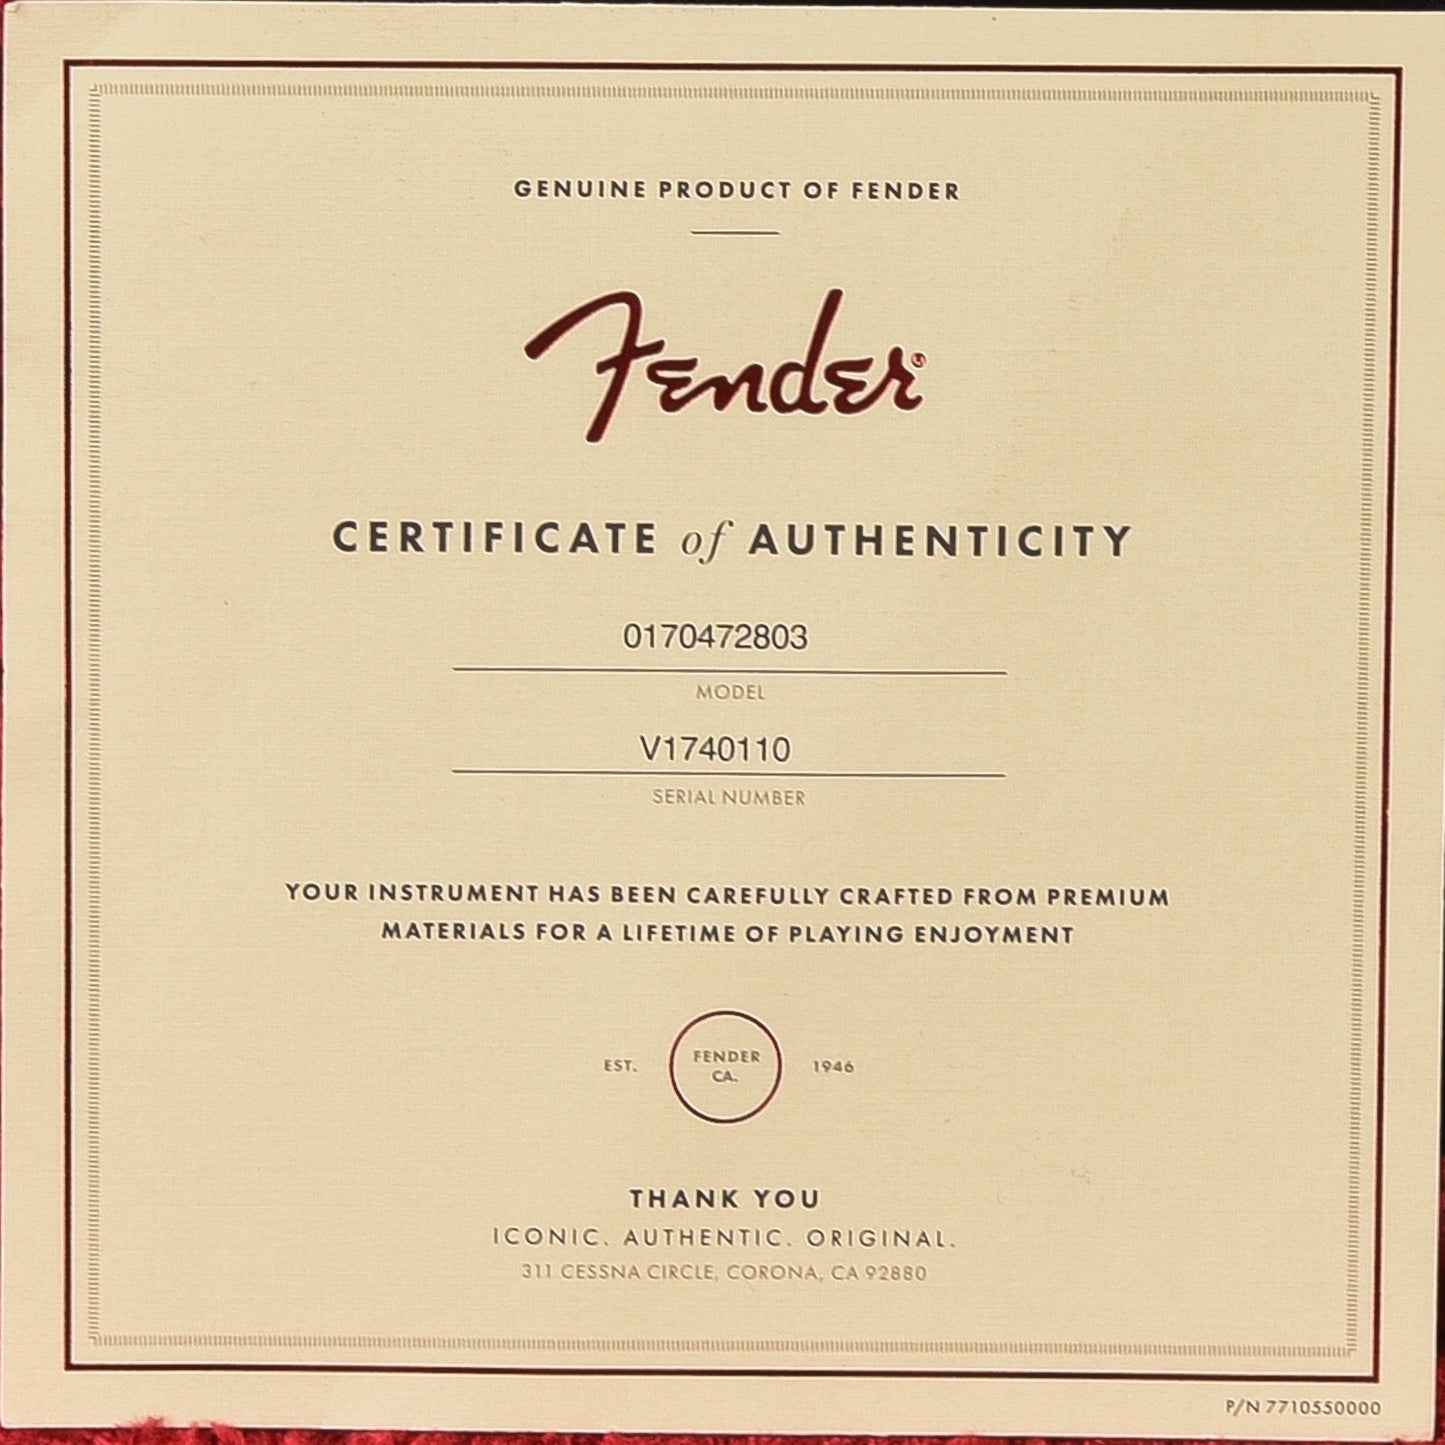 GENUINE PRODUCT OF FENDER
Fender®
CERTIFICATE of AUTHENTICITY
0170472803
MODEL
V1740110
SERIAL NUMBER
YOUR INSTRUMENT HAS BEEN CAREFULLY CRAFTED FROM PREMIUM
MATERIALS FOR A LIFETIME OF PLAYING ENJOYMENT
EST. FENDER 1946
CA.
THANK YOU
ICONIC. AUTHENTIC. ORIGINAL.
311 CESSNA CIRCLE, CORONA, CA 92880
P/N 7710550000